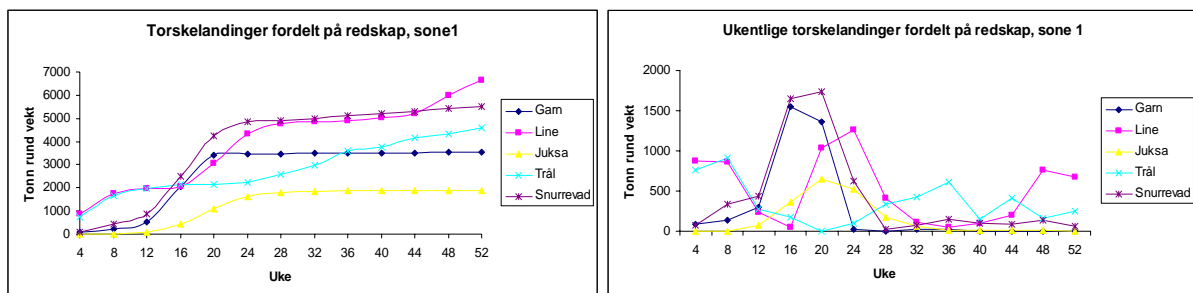 Torskelandinger fordelt på redskap, sone1
7000
6000
5000
4000
3000
2000
1000
0
Tonn rund vekt
4 8 12 16 20 24 28 32 36 40 44 48 52
Uke
Garn
Line
Juksa
Trål
Snurrevad
Ukentlige torskelandinger fordelt på redskap, sone 1
2000
1500
1000
500
0
Tonn rund vekt
4 8 12 16 20 24 28 32 36 40 44 48 52
Uke
Garn
Line
Juksa
Trål
Snurrevad